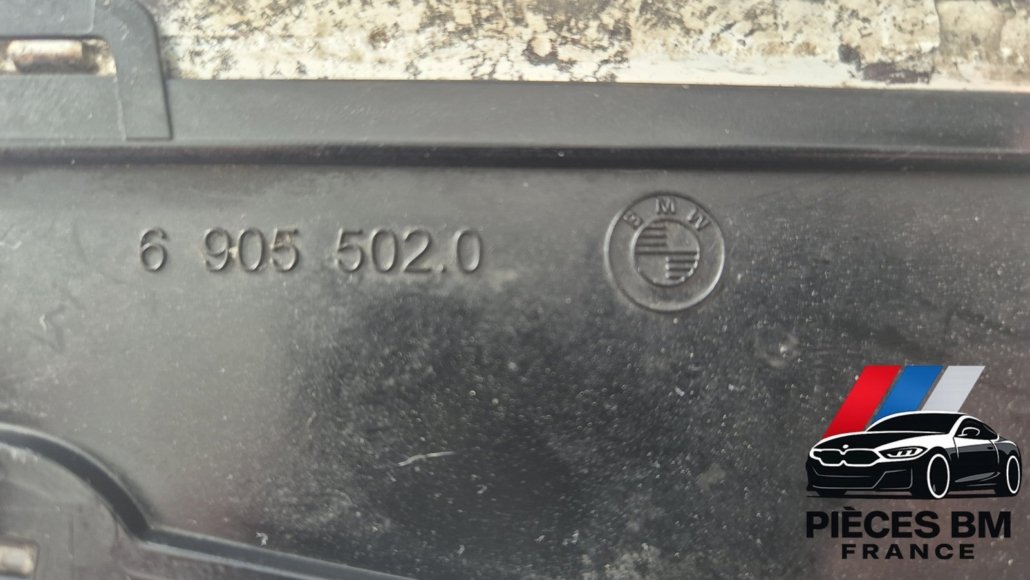 6 905 502.0
BMW
PIÈCES BM
FRANCE